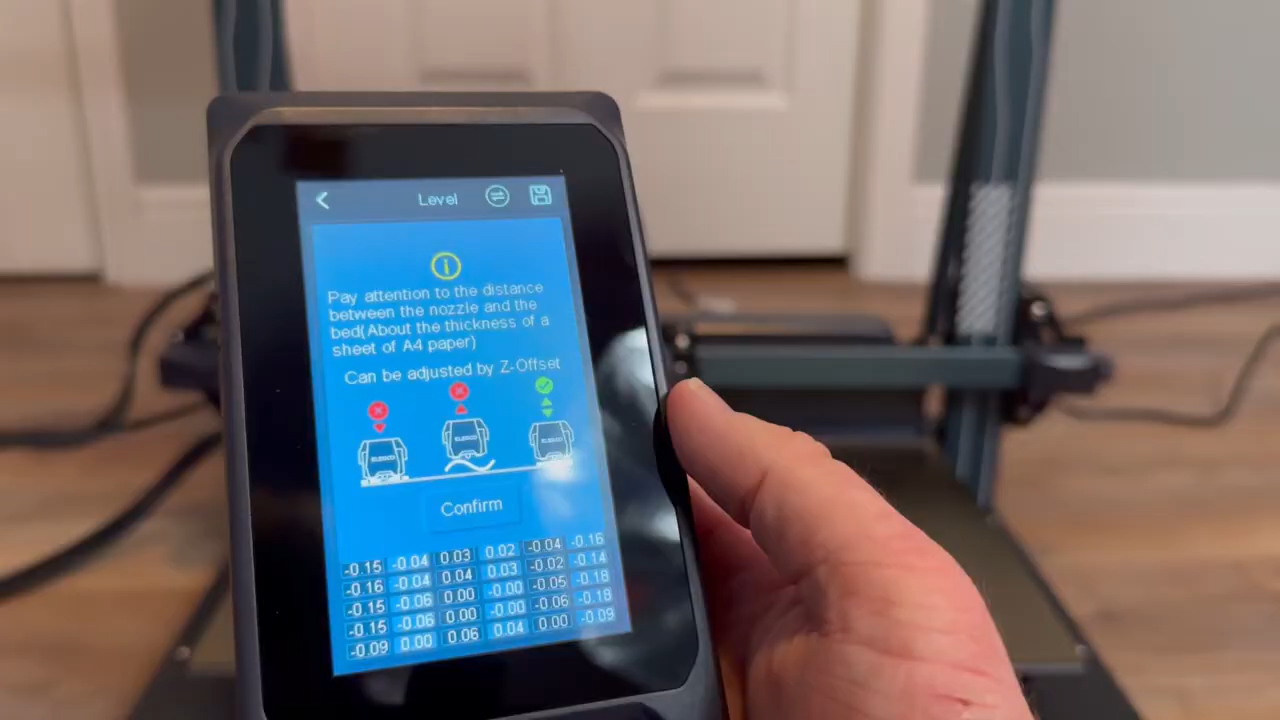 Level
Pay attention to the distance
between the nozzle and the
bed(About the thickness of a
sheet of A4 paper)
Can be adjusted by Z-Offset
ELEGOO ELEGOO ELEGOO
Confirm
-0.15 -0.04 0.03 0.02 -0.04 -0.16
-0.16 -0.04 0.04 0.03 -0.02 -0.14
-0.15 -0.06 0.00 -0.00 -0.05 -0.18
-0.15 -0.06 0.00 -0.00 -0.06 -0.18
-0.09 0.00 0.06 0.04 0.00 -0.09